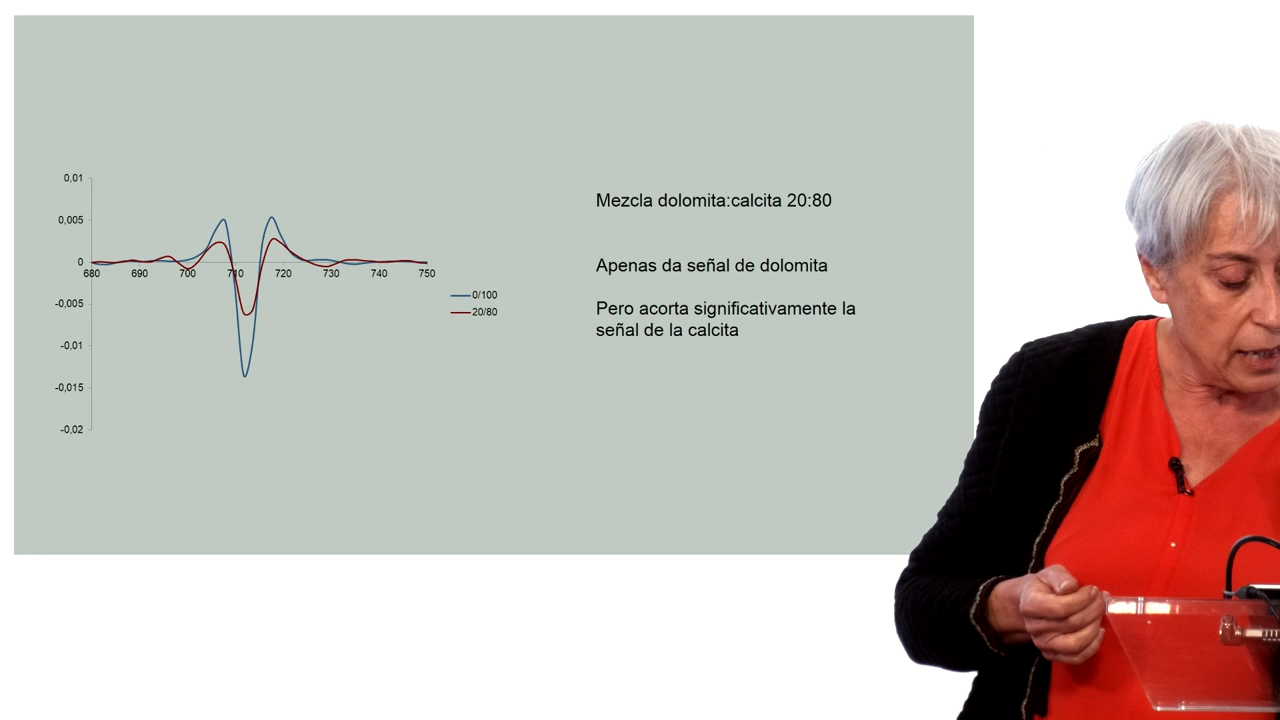 0,01
0,005
0
-0,005
-0,01
-0,015
-0,02
680 690 700 710 720 730 740 750
0/100
20/80
Mezcla dolomita:calcita 20:80
Apenas da señal de dolomita
Pero acorta significativamente la
señal de la calcita